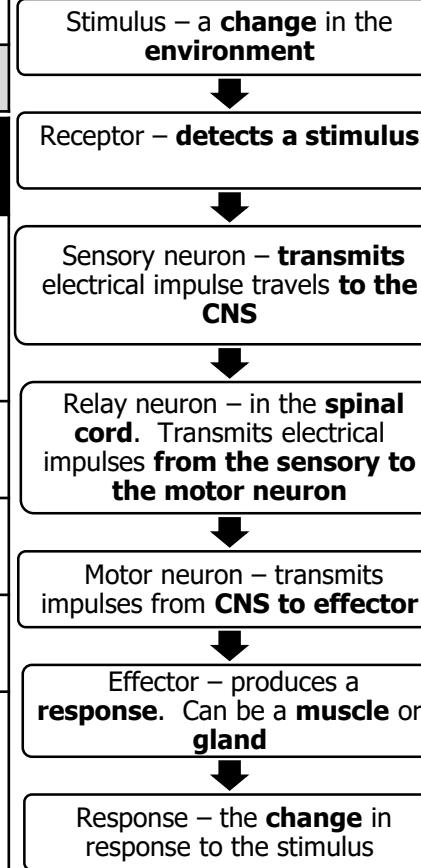 Stimulus – a change in the
environment
Receptor – detects a stimulus
Sensory neuron – transmits
electrical impulse travels to the
CNS
Relay neuron – in the spinal
cord.  Transmits electrical
impulses from the sensory to
the motor neuron
Motor neuron – transmits
impulses from CNS to effector
Effector – produces a
response.  Can be a muscle or
gland
Response – the change in
response to the stimulus